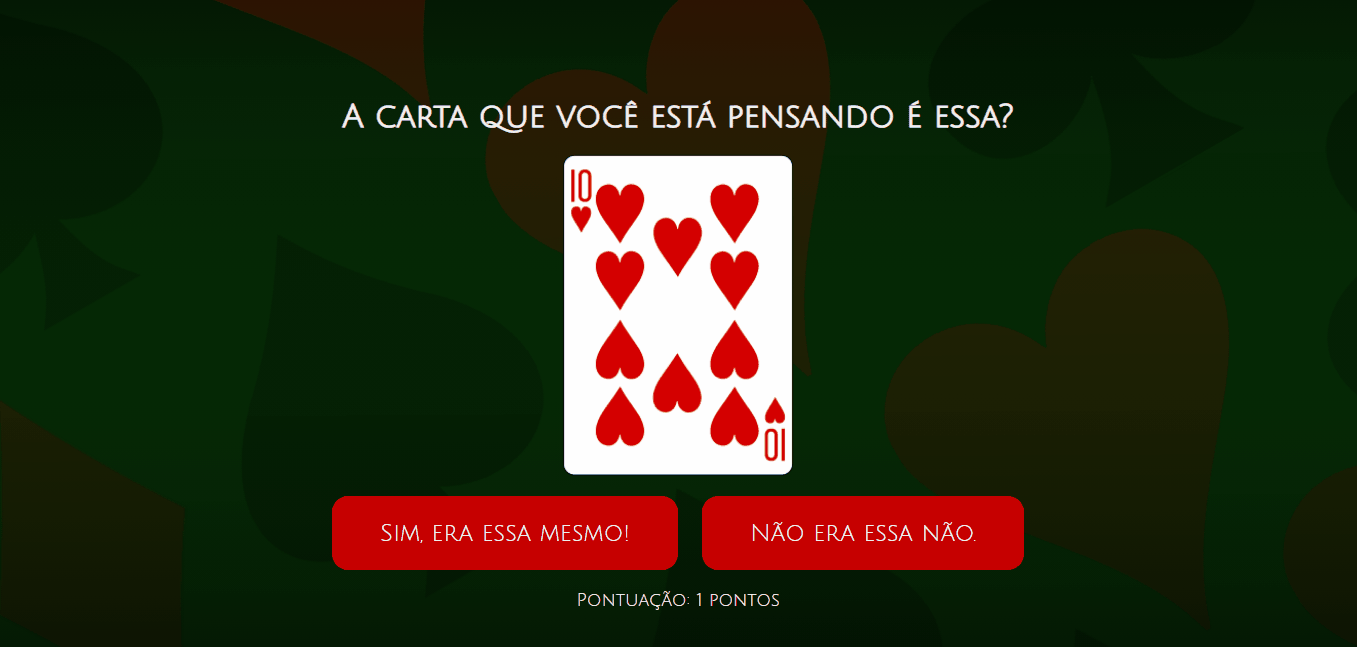 A carta que você está pensando é essa?
10
10
Sim, era essa mesmo!
Não era essa não.
Pontuação: 1 pontos